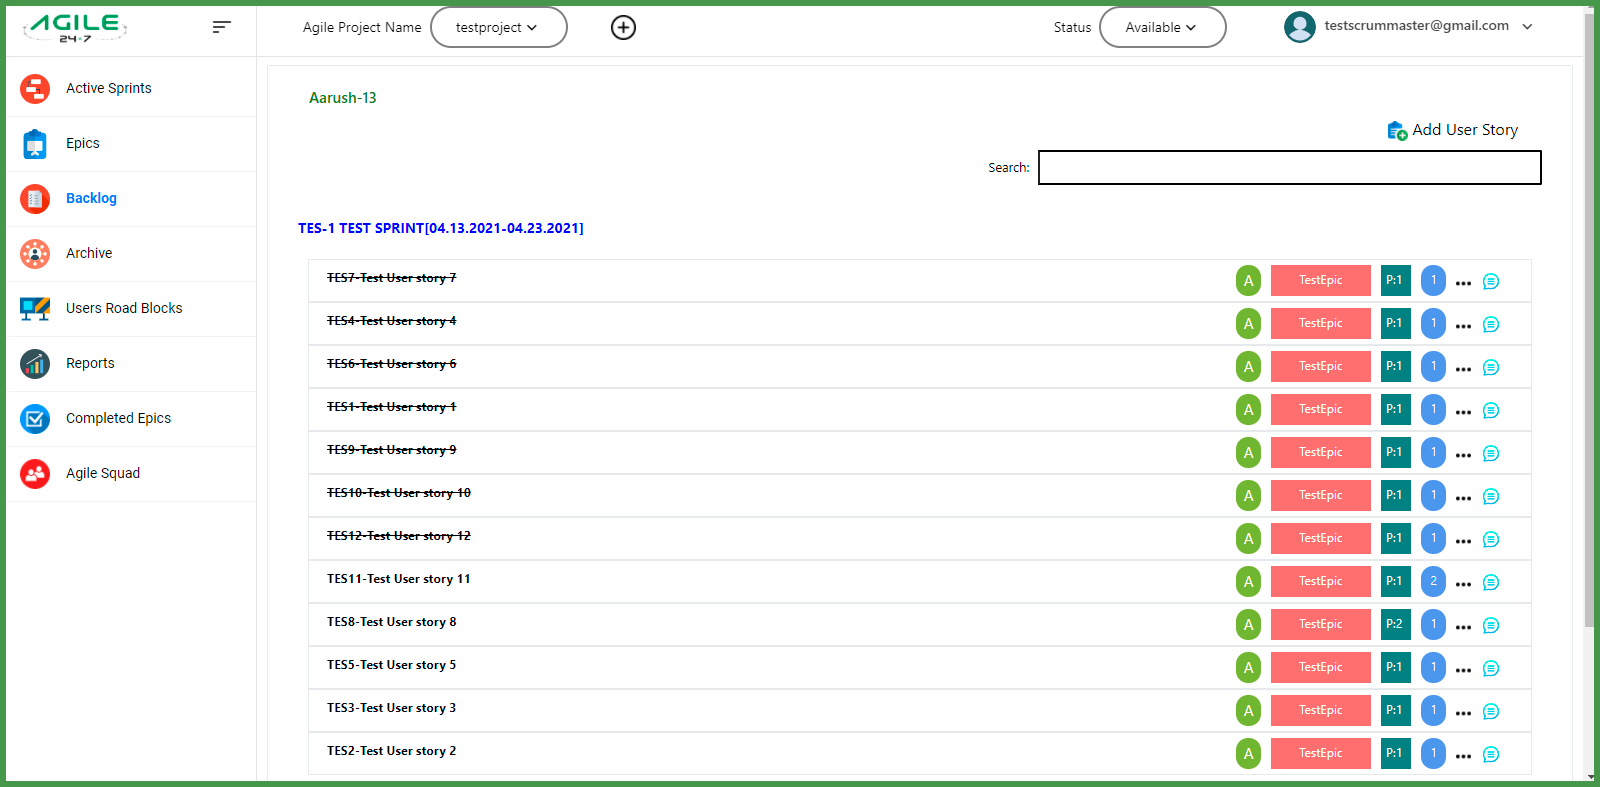 AGILE
24×7
Agile Project Name testproject
Status Available
testscrummaster@gmail.com
Active Sprints
Epics
Backlog
Archive
Users Road Blocks
Reports
Completed Epics
Agile Squad
Aarush-13
Add User Story
Search:
TES-1 TEST SPRINT[04.13.2021-04.23.2021]
TES7-Test User story 7 A TestEpic P:1 1
TES4-Test User story 4 A TestEpic P:1 1
TES6-Test User story 6 A TestEpic P:1 1
TES1-Test User story 1 A TestEpic P:1 1
TES9-Test User story 9 A TestEpic P:1 1
TES10-Test User story 10 A TestEpic P:1 1
TES12-Test User story 12 A TestEpic P:1 1
TES11-Test User story 11 A TestEpic P:1 2
TES8-Test User story 8 A TestEpic P:2 1
TES5-Test User story 5 A TestEpic P:1 1
TES3-Test User story 3 A TestEpic P:1 1
TES2-Test User story 2 A TestEpic P:1 1